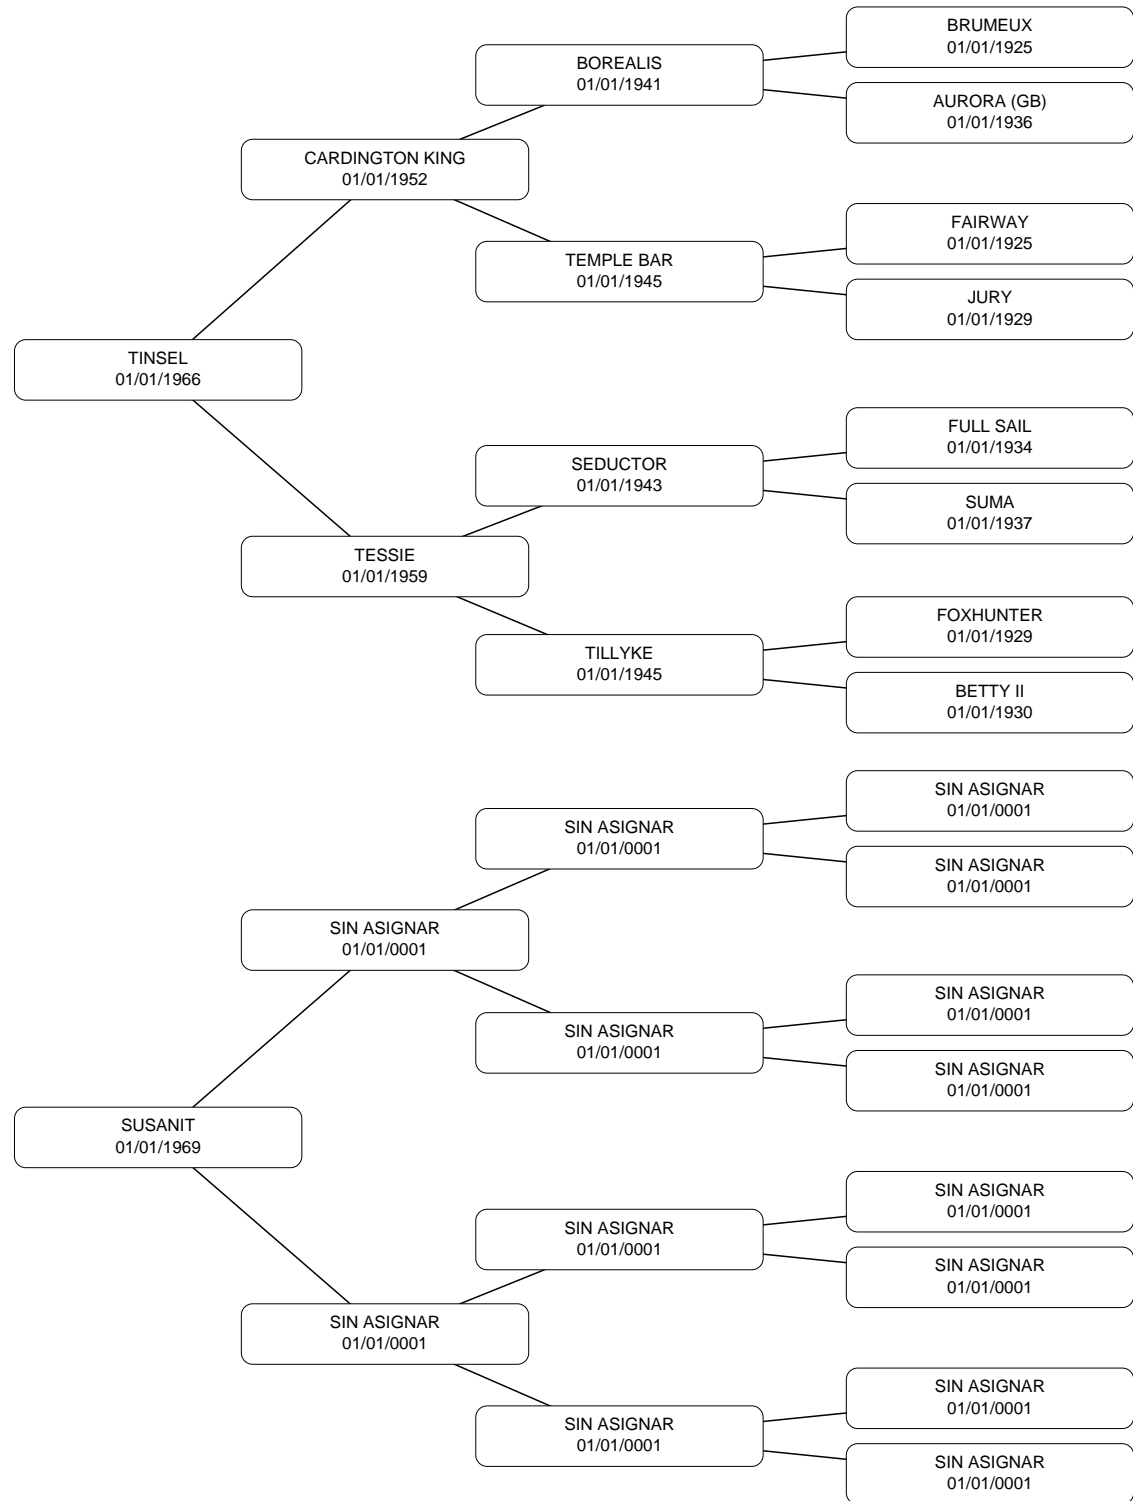 BRUMEUX
01/01/1925
BOREALIS
01/01/1941
AURORA (GB)
01/01/1936
CARDINGTON KING
01/01/1952
FAIRWAY
01/01/1925
TEMPLE BAR
01/01/1945
JURY
01/01/1929
TINSEL
01/01/1966
FULL SAIL
01/01/1934
SEDUCTOR
01/01/1943
SUMA
01/01/1937
TESSIE
01/01/1959
FOXHUNTER
01/01/1929
TILLYKE
01/01/1945
BETTY II
01/01/1930
SIN ASIGNAR
01/01/0001
SIN ASIGNAR
01/01/0001
SIN ASIGNAR
01/01/0001
SIN ASIGNAR
01/01/0001
SIN ASIGNAR
01/01/0001
SIN ASIGNAR
01/01/0001
SIN ASIGNAR
01/01/0001
SUSANIT
01/01/1969
SIN ASIGNAR
01/01/0001
SIN ASIGNAR
01/01/0001
SIN ASIGNAR
01/01/0001
SIN ASIGNAR
01/01/0001
SIN ASIGNAR
01/01/0001
SIN ASIGNAR
01/01/0001
SIN ASIGNAR
01/01/0001